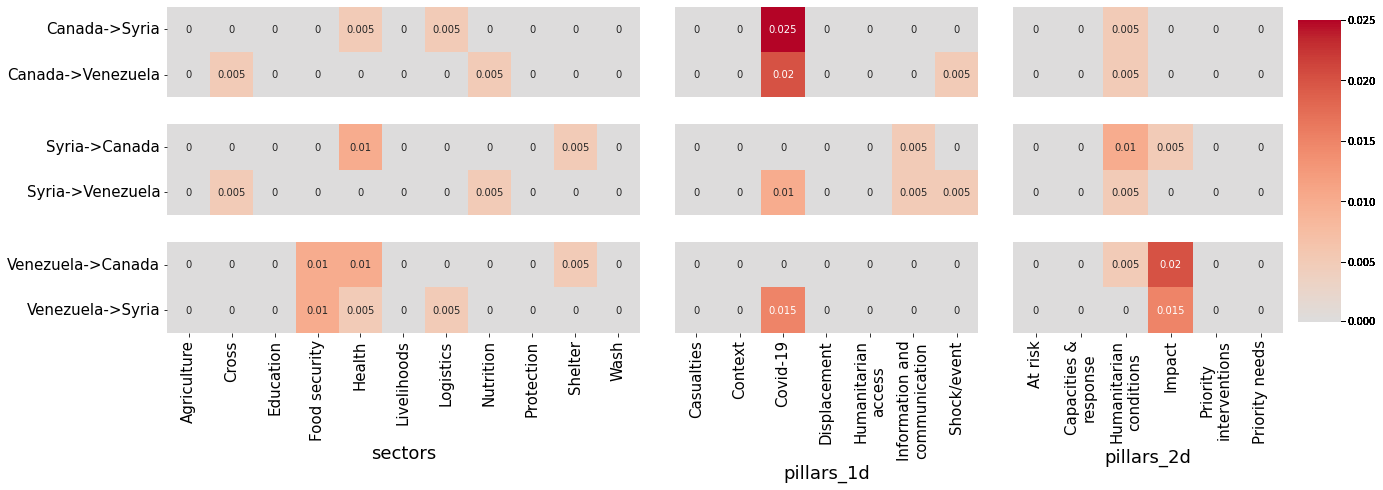 Canada->Syria 0 0 0 0 0.005 0 0.005 0 0 0 0 0 0 0.025 0 0 0 0 0 0 0.005 0 0 0
Canada->Venezuela 0 0.005 0 0 0 0 0 0.005 0 0 0 0 0 0.02 0 0 0 0.005 0 0 0.005 0 0 0
Syria->Canada 0 0 0 0 0.01 0 0 0 0 0.005 0 0 0 0 0 0 0.005 0 0 0 0.01 0.005 0 0
Syria->Venezuela 0 0.005 0 0 0 0 0 0.005 0 0 0 0 0 0.01 0 0 0.005 0.005 0 0 0.005 0 0 0
Venezuela->Canada 0 0 0 0.01 0.01 0 0 0 0 0.005 0 0 0 0 0 0 0 0 0 0 0.005 0.02 0 0
Venezuela->Syria 0 0 0 0.01 0.005 0 0.005 0 0 0 0 0 0 0.015 0 0 0 0 0 0 0 0.015 0 0
Agriculture
Cross
Education
Food security
Health
Livelihoods
Logistics
Nutrition
Protection
Shelter
Wash
sectors
Casualties
Context
Covid-19
Displacement
Humanitarian
access
Information and
communication
Shock/event
pillars_1d
At risk
Capacities &
response
Humanitarian
conditions
Impact
Priority
interventions
Priority needs
pillars_2d
0.025
0.020
0.015
0.010
0.005
0.000